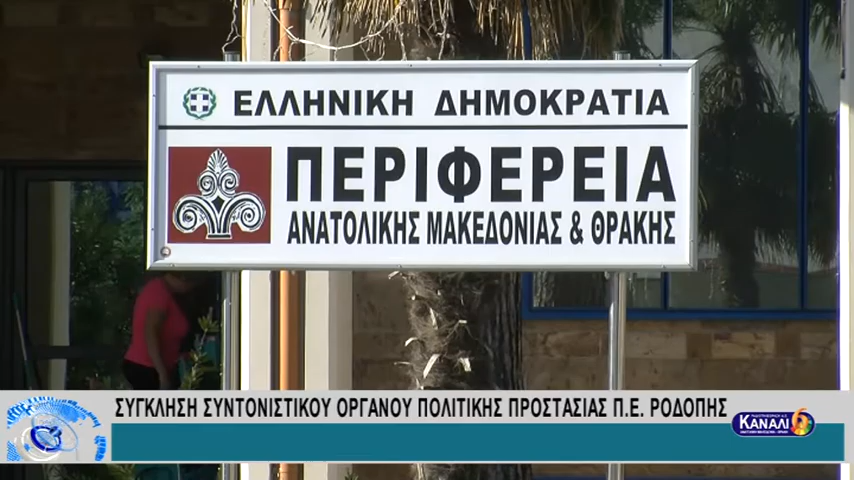 ΕΛΛΗΝΙΚΗ ΔΗΜΟΚΡΑΤΙΑ
ΠΕΡΙΦΕΡΕΙΑ
ΑΝΑΤΟΛΙΚΗΣ ΜΑΚΕΔΟΝΙΑΣ & ΘΡΑΚΗΣ
ΣΥΓΚΛΗΣΗ ΣΥΝΤΟΝΙΣΤΙΚΟΥ ΟΡΓΑΝΟΥ ΠΟΛΙΤΙΚΗΣ ΠΡΟΣΤΑΣΙΑΣ Π.Ε. ΡΟΔΟΠΗΣ
ΚΑΝΑΛΙ 6